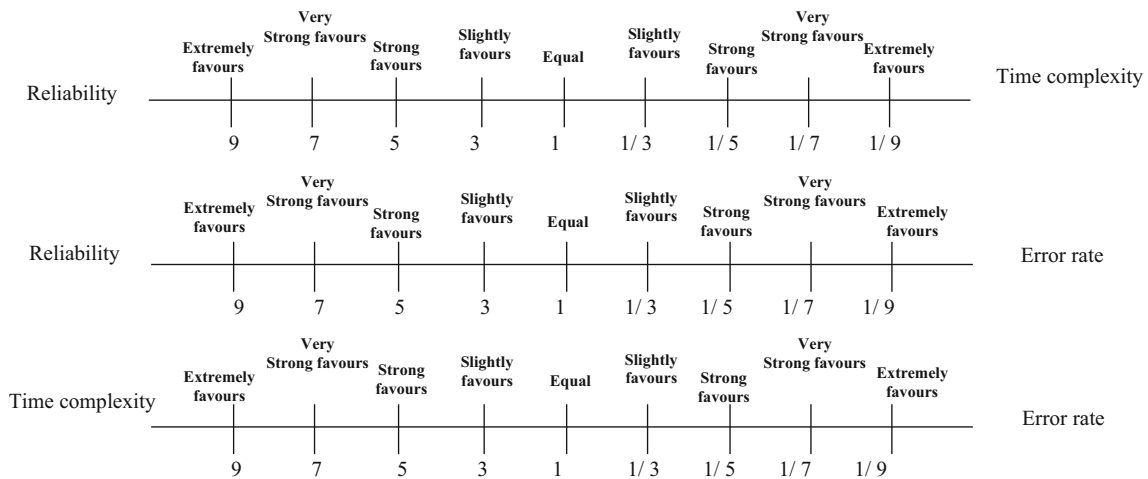 Very
Strong favours
Very
Strong favours
Extremely
favours
Strong
favours
Slightly
favours
Equal
Slightly
favours
Strong
favours
Extremely
favours
Reliability
Time complexity
9 7 5 3 1 1/ 3 1/ 5 1/ 7 1/ 9
Very
Strong favours
Very
Strong favours
Extremely
favours
Strong
favours
Slightly
favours
Equal
Slightly
favours
Strong
favours
Extremely
favours
Reliability
Error rate
9 7 5 3 1 1/ 3 1/ 5 1/ 7 1/ 9
Very
Strong favours
Very
Strong favours
Extremely
favours
Strong
favours
Slightly
favours
Equal
Slightly
favours
Strong
favours
Extremely
favours
Time complexity
Error rate
9 7 5 3 1 1/ 3 1/ 5 1/ 7 1/ 9